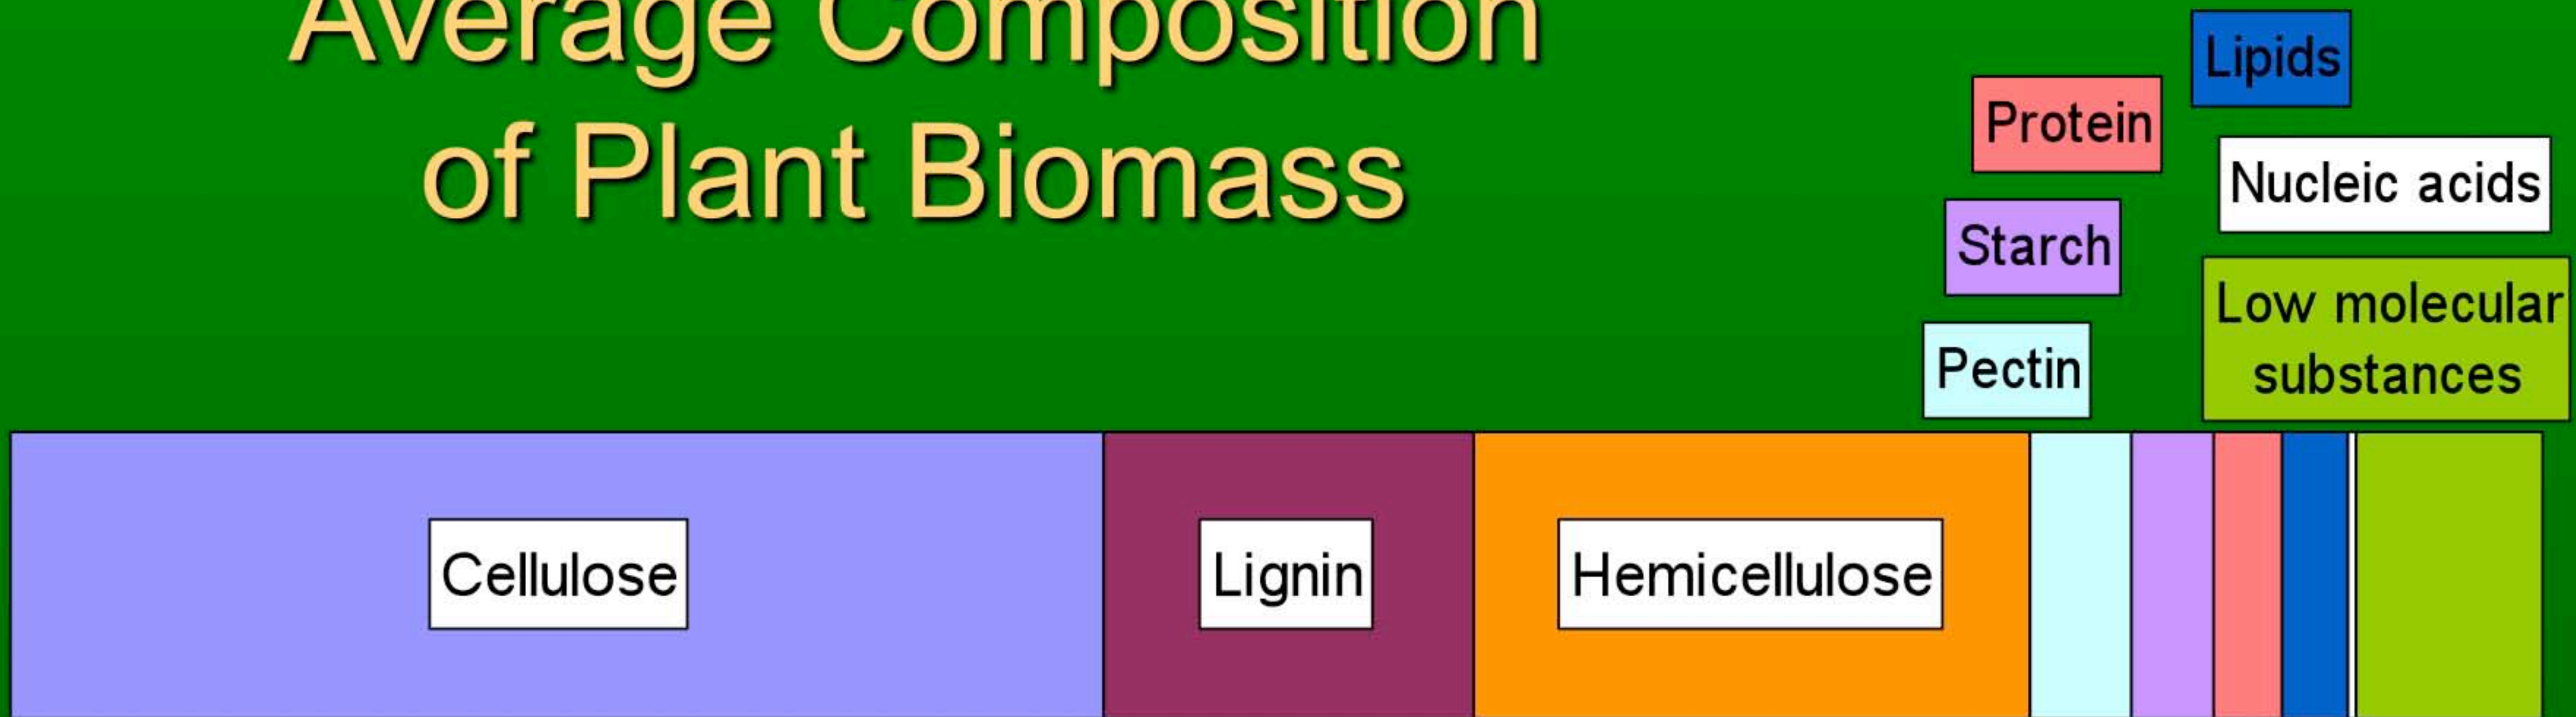 Average Composition
of Plant Biomass
Lipids
Protein
Nucleic acids
Starch
Low molecular
substances
Pectin
Cellulose
Lignin
Hemicellulose